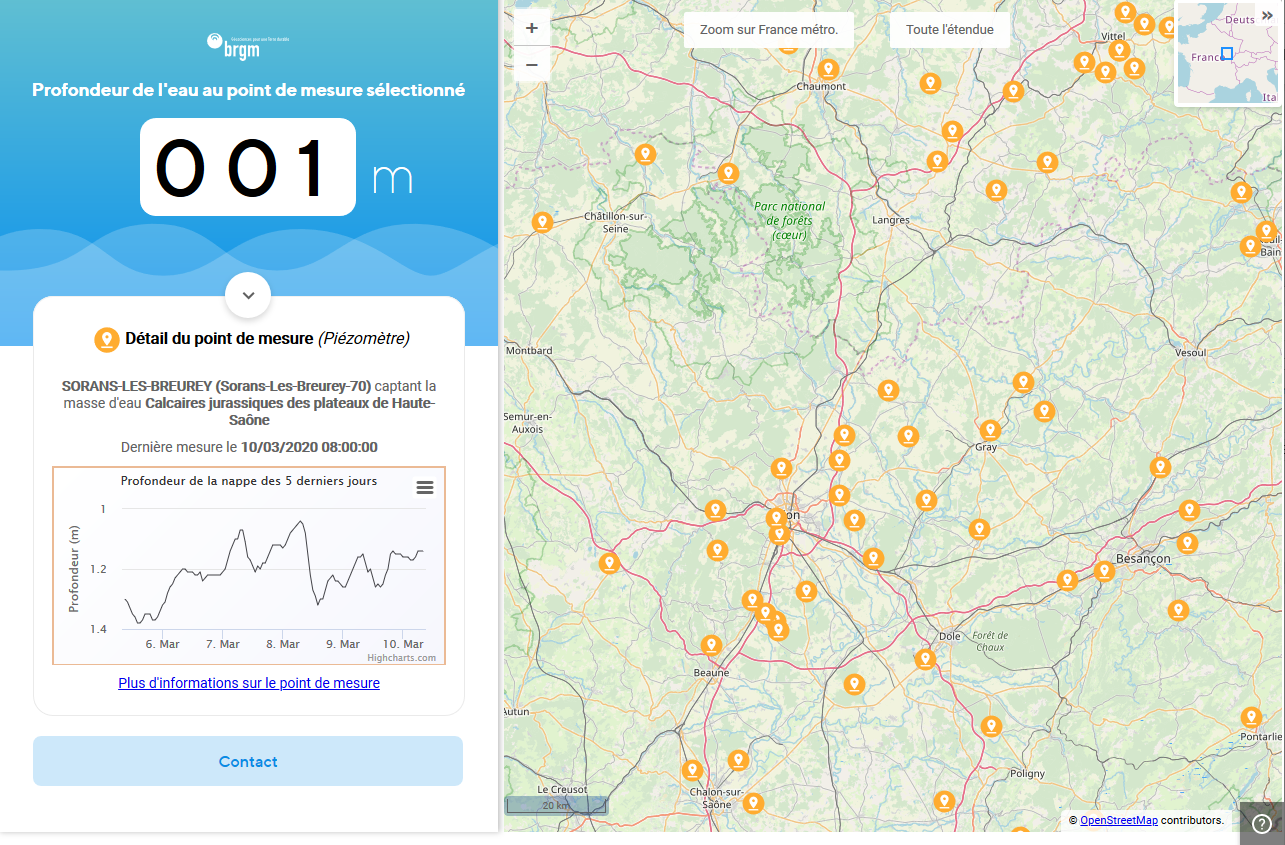 brgm
Profondeur de l'eau au point de mesure sélectionné
001 m
Détail du point de mesure (Piézomètre)
SORANS-LES-BREUREY (Sorans-Les-Breurey-70) captant la
masse d'eau Calcaires jurassiques des plateaux de Haute-
Saône
Dernière mesure le 10/03/2020 08:00:00
Profondeur de la nappe des 5 derniers jours
Profondeur (m)
1
1.2
1.4
6. Mar
7. Mar
8. Mar
9. Mar
10. Mar
Highcharts.com
Plus d'informations sur le point de mesure
Contact
+
−
Zoom sur France métro.
Toute l'étendue
»
Deuts
France
Ita
Vittel
Chaumont
Châtillon-sur-
Seine
Parc national
de forêts
(cœur)
Langres
Bain
Montbard
Vesoul
Semur-en-
Auxois
Gray
on
Besançon
Dole
Forêt de
Chaux
Beaune
Autun
Pontarlie
Poligny
Le Creusot
Chalon-sur-
Saône
20 km
© OpenStreetMap contributors.
?